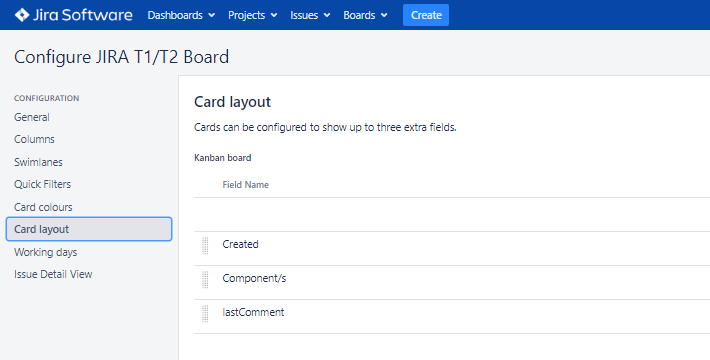 Jira Software Dashboards Projects Issues Boards Create
Configure JIRA T1/T2 Board
CONFIGURATION
General
Columns
Swimlanes
Quick Filters
Card colours
Card layout
Working days
Issue Detail View
Card layout
Cards can be configured to show up to three extra fields.
Kanban board
Field Name
Created
Component/s
lastComment